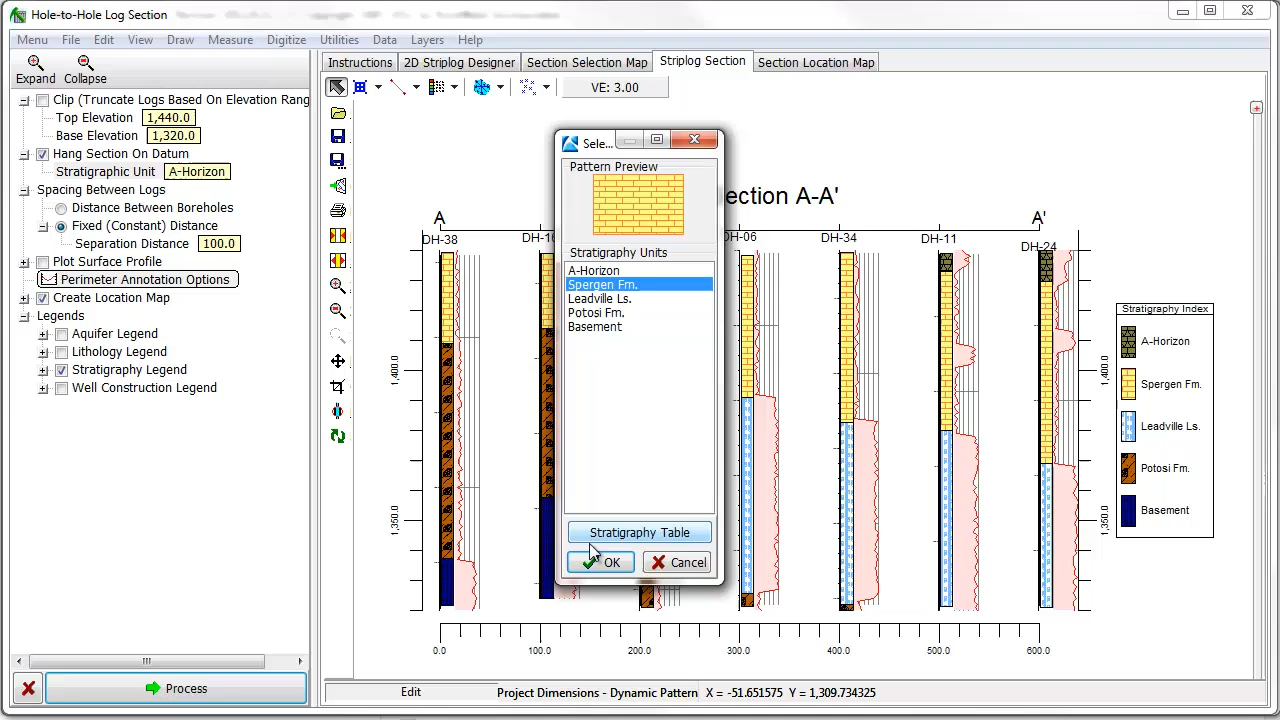 Hole-to-Hole Log Section
Menu File Edit View Draw Measure Digitize Utilities Data Layers Help
Expand Collapse
Instructions 2D Striplog Designer Section Selection Map Striplog Section Section Location Map
VE: 3.00
Clip (Truncate Logs Based On Elevation Rang
Top Elevation 1,440.0
Base Elevation 1,320.0
Hang Section On Datum
Stratigraphic Unit A-Horizon
Spacing Between Logs
Distance Between Boreholes
Fixed (Constant) Distance
Separation Distance 100.0
Plot Surface Profile
Perimeter Annotation Options
Create Location Map
Legends
Aquifer Legend
Lithology Legend
Stratigraphy Legend
Well Construction Legend
Process
Sele...
Pattern Preview
Stratigraphy Units
A-Horizon
Spergen Fm.
Leadville Ls.
Potosi Fm.
Basement
Stratigraphy Table
OK Cancel
ection A-A'
A A'
DH-38 DH-1 -06 DH-34 DH-11 DH-24
1,400.0 1,400.0
1,350.0 1,350.0
0.0 100.0 200.0 300.0 400.0 500.0 600.0
Stratigraphy Index
A-Horizon
Spergen Fm.
Leadville Ls.
Potosi Fm.
Basement
Edit Project Dimensions - Dynamic Pattern X = -51.651575 Y = 1,309.734325